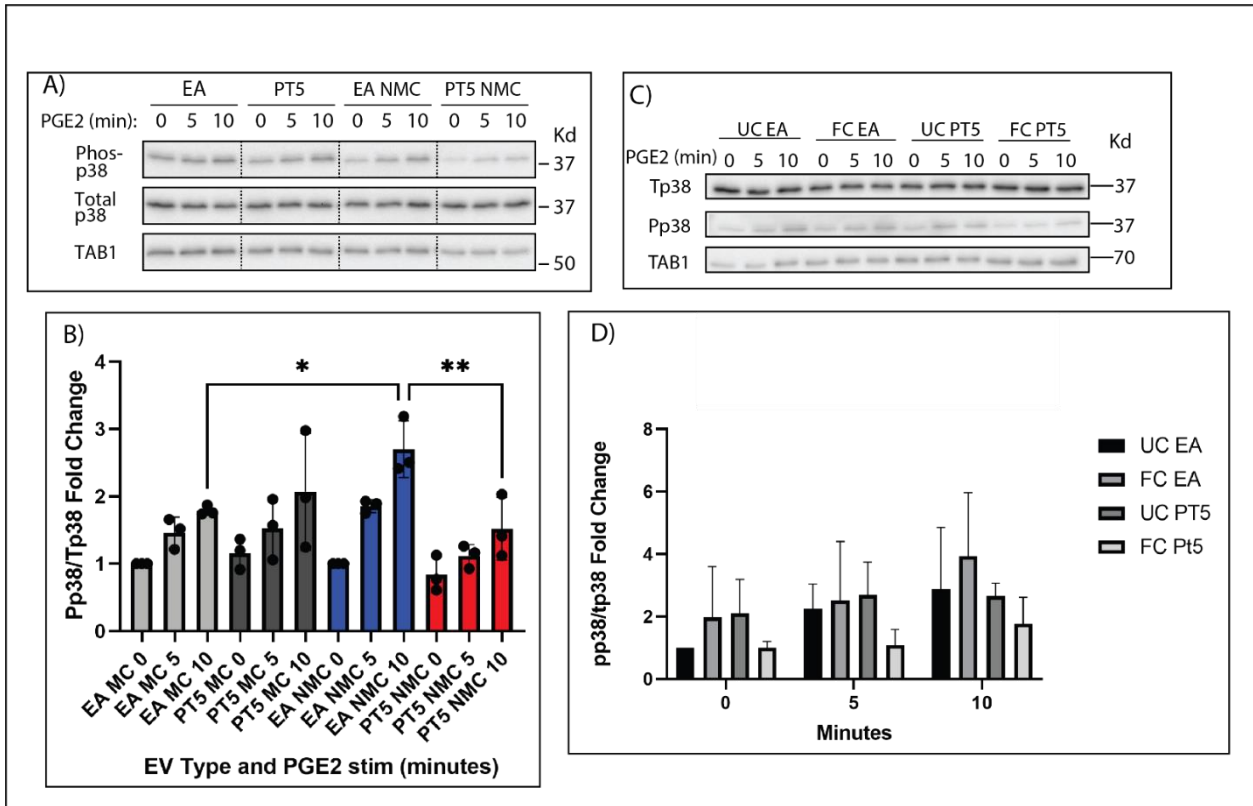 A)
EA PT5 EA NMC PT5 NMC
PGE2 (min): 0 5 10 0 5 10 0 5 10 0 5 10 Kd
Phos-
p38
37
Total
p38
37
TAB1
50
C)
UC EA FC EA UC PT5 FC PT5 Kd
PGE2 (min) 0 5 10 0 5 10 0 5 10 0 5 10
Tp38 37
Pp38 37
TAB1 70
B)
Pp38/Tp38 Fold Change
4
3
2
1
0
* **
EA MC 0
EA MC 5
EA MC 10
PT5 MC 0
PT5 MC 5
PT5 MC 10
EA NMC 0
EA NMC 5
EA NMC 10
PT5 NMC 0
PT5 NMC 5
PT5 NMC 10
EV Type and PGE2 stim (minutes)
D)
pp38/tp38 Fold Change
8
6
4
2
0
0 5 10
Minutes
UC EA
FC EA
UC PT5
FC Pt5